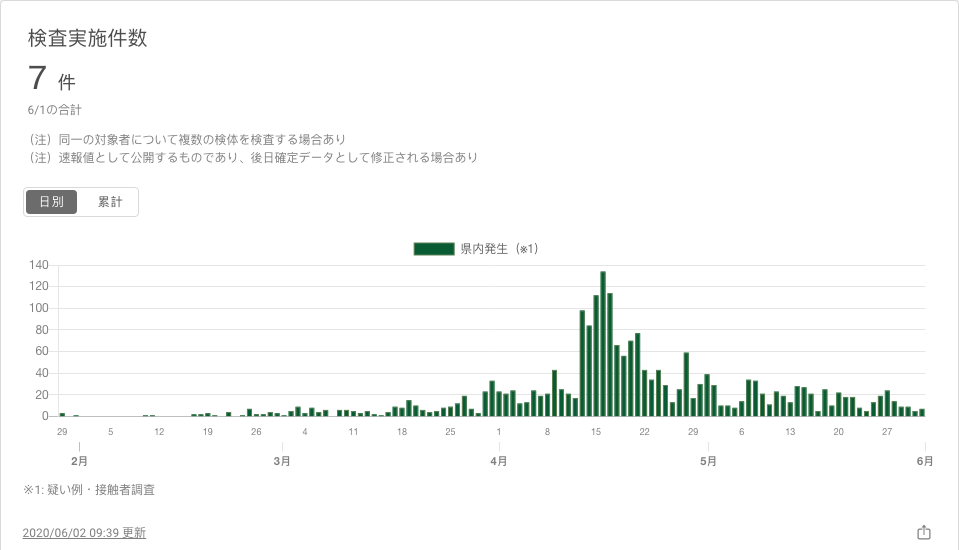 検査実施件数
7 件
6/1の合計
（注）同一の対象者について複数の検体を検査する場合あり
（注）速報値として公開するものであり、後日確定データとして修正される場合あり
日別 累計
県内発生（※1）
140
120
100
80
60
40
20
0
29 5 12 19 26 4 11 18 25 1 8 15 22 29 6 13 20 27
2月 3月 4月 5月 6月
※1: 疑い例・接触者調査
2020/06/02 09:39 更新